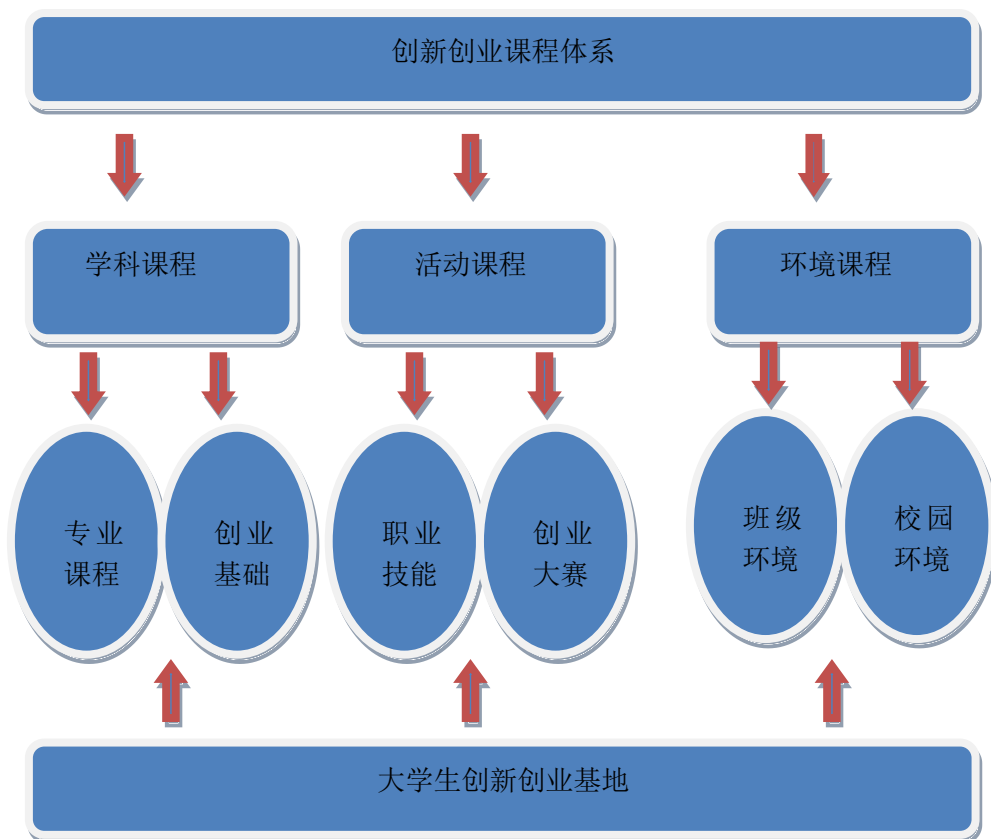 创新创业课程体系
学科课程
活动课程
环境课程
专业
课程
创业
基础
职业
技能
创业
大赛
班级
环境
校园
环境
大学生创新创业基地